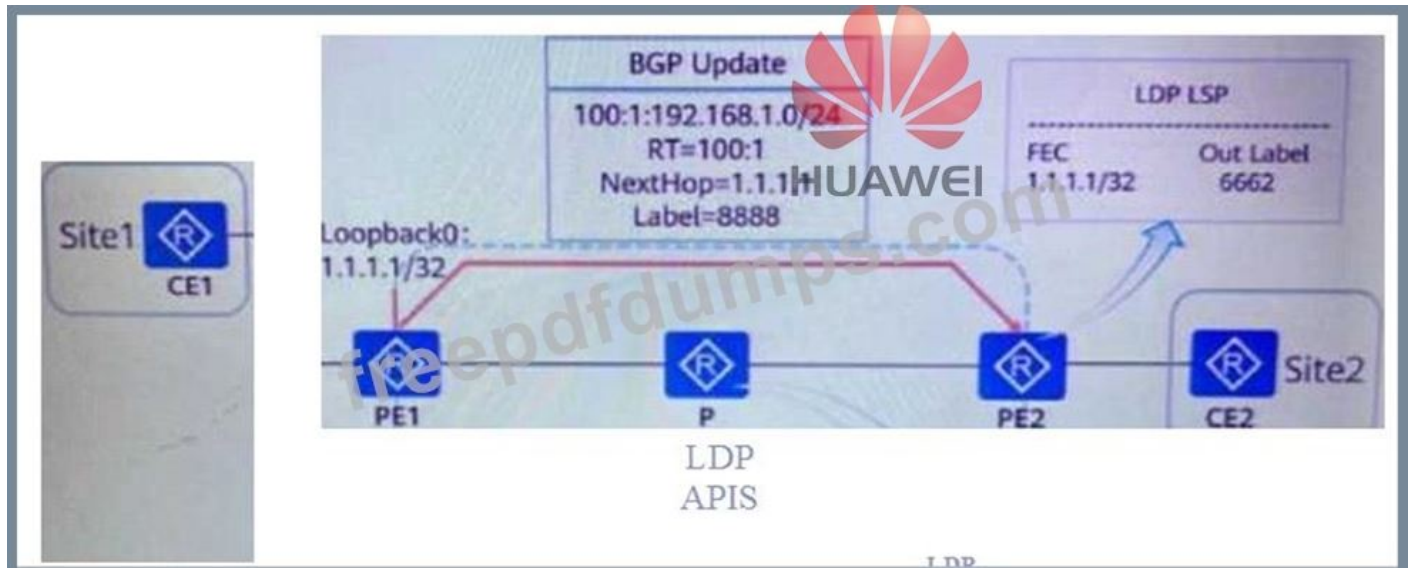 BGP Update
100:1:192.168.1.0/24
RT=100:1
NextHop=1.1.1.1
Label=8888
HUAWEI
LDP LSP
FEC Out Label
1.1.1.1/32 6662
Site1
CE1
Loopback0:
1.1.1.1/32
freepdfdumps.com
PE1
P
PE2
CE2
Site2
LDP
APIS
LDP